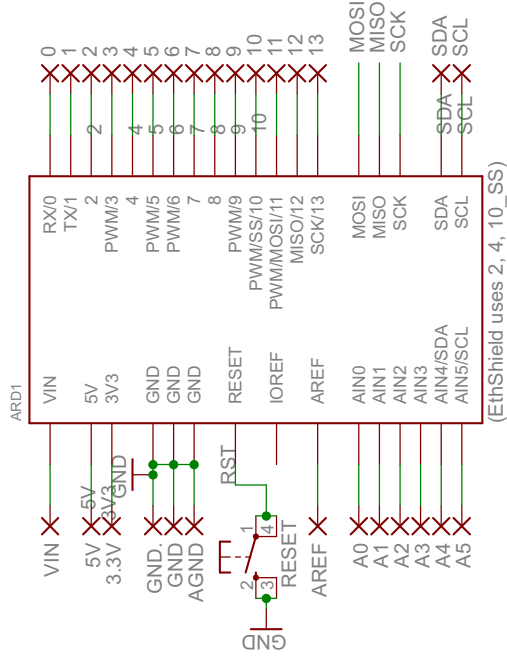 0
1
2
3
4
5
6
7
8
9
10
11
12
13
MOSI
MISO
SCK
SDA
SCL
2
4
5
6
7
8
9
10
SDA
SCL
RX/0
TX/1
2
PWM/3
4
PWM/5
PWM/6
7
8
PWM/9
PWM/SS/10
PWM/MOSI/11
MISO/12
SCK/13
MOSI
MISO
SCK
SDA
SCL
ARD1
VIN
5V
3V3
GND
GND
GND
RESET
IOREF
AREF
AIN0
AIN1
AIN2
AIN3
AIN4/SDA
AIN5/SCL
(EthShield uses 2, 4, 10_SS)
5V
3V3
GND
RST
VIN
5V
3.3V
GND.
GND
AGND
1
4
2
3
RESET
AREF
A0
A1
A2
A3
A4
A5
GND